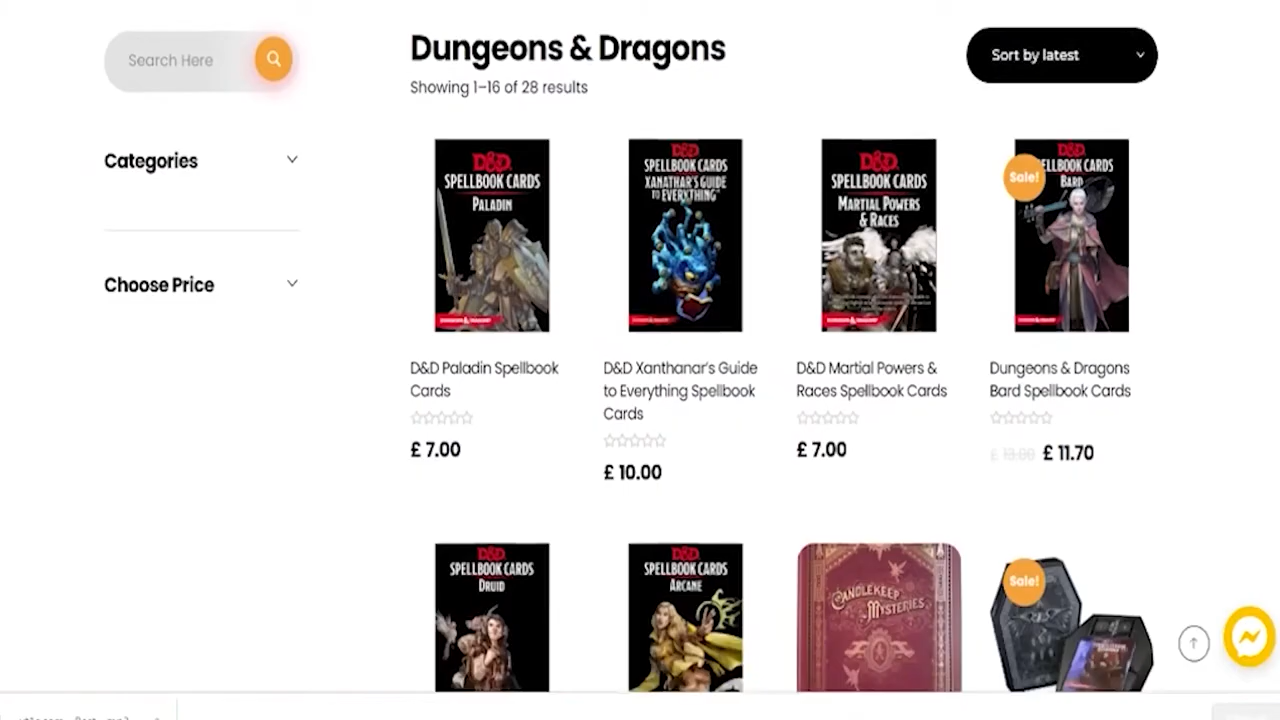 Search Here
Dungeons & Dragons
Showing 1–16 of 28 results
Sort by latest
Categories
Choose Price
D&D
SPELLBOOK CARDS
PALADIN
D&D
SPELLBOOK CARDS
XANATHAR'S GUIDE
TO EVERYTHING
D&D
SPELLBOOK CARDS
MARTIAL POWERS
& RACES
Sale!
D&D
SPELLBOOK CARDS
BARD
D&D Paladin Spellbook
Cards
£ 7.00
D&D Xanthanar's Guide
to Everything Spellbook
Cards
£ 10.00
D&D Martial Powers &
Races Spellbook Cards
£ 7.00
Dungeons & Dragons
Bard Spellbook Cards
£ 13.00 £ 11.70
D&D
SPELLBOOK CARDS
DRUID
D&D
SPELLBOOK CARDS
ARCANE
CANDLEKEEP
MYSTERIES
Sale!